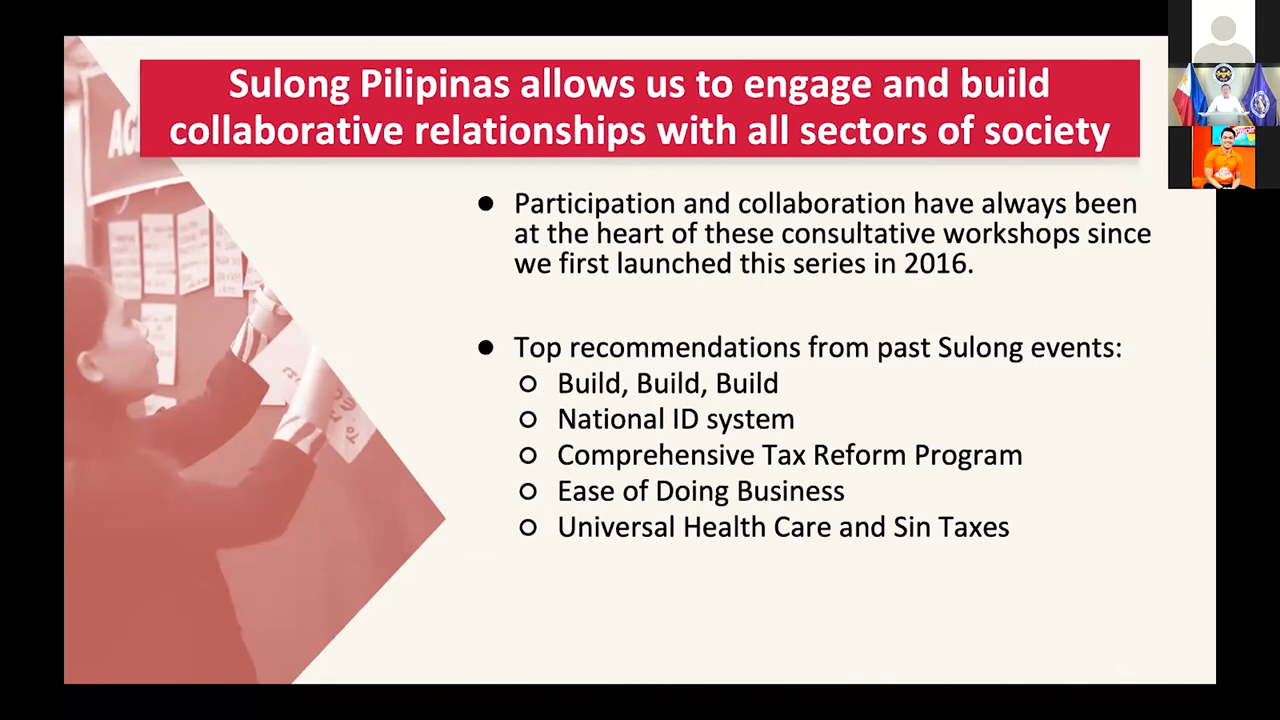 Sulong Pilipinas allows us to engage and build
collaborative relationships with all sectors of society
● Participation and collaboration have always been
at the heart of these consultative workshops since
we first launched this series in 2016.
● Top recommendations from past Sulong events:
○ Build, Build, Build
○ National ID system
○ Comprehensive Tax Reform Program
○ Ease of Doing Business
○ Universal Health Care and Sin Taxes